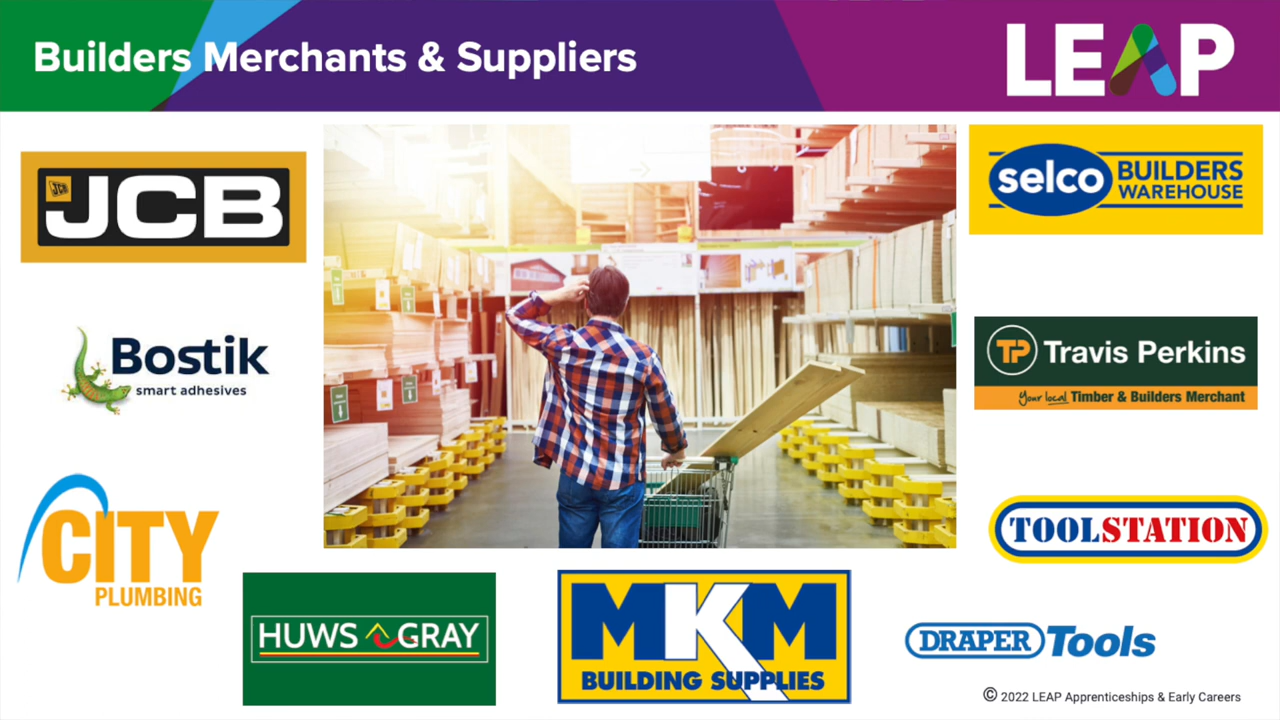 Builders Merchants & Suppliers
LEAP
JCB
JCB
selco BUILDERS
WAREHOUSE
Bostik
smart adhesives
TP Travis Perkins
Your local Timber & Builders Merchant
CITY
PLUMBING
TOOLSTATION
HUWS GRAY
MKM
BUILDING SUPPLIES
DRAPER Tools
© 2022 LEAP Apprenticeships & Early Careers